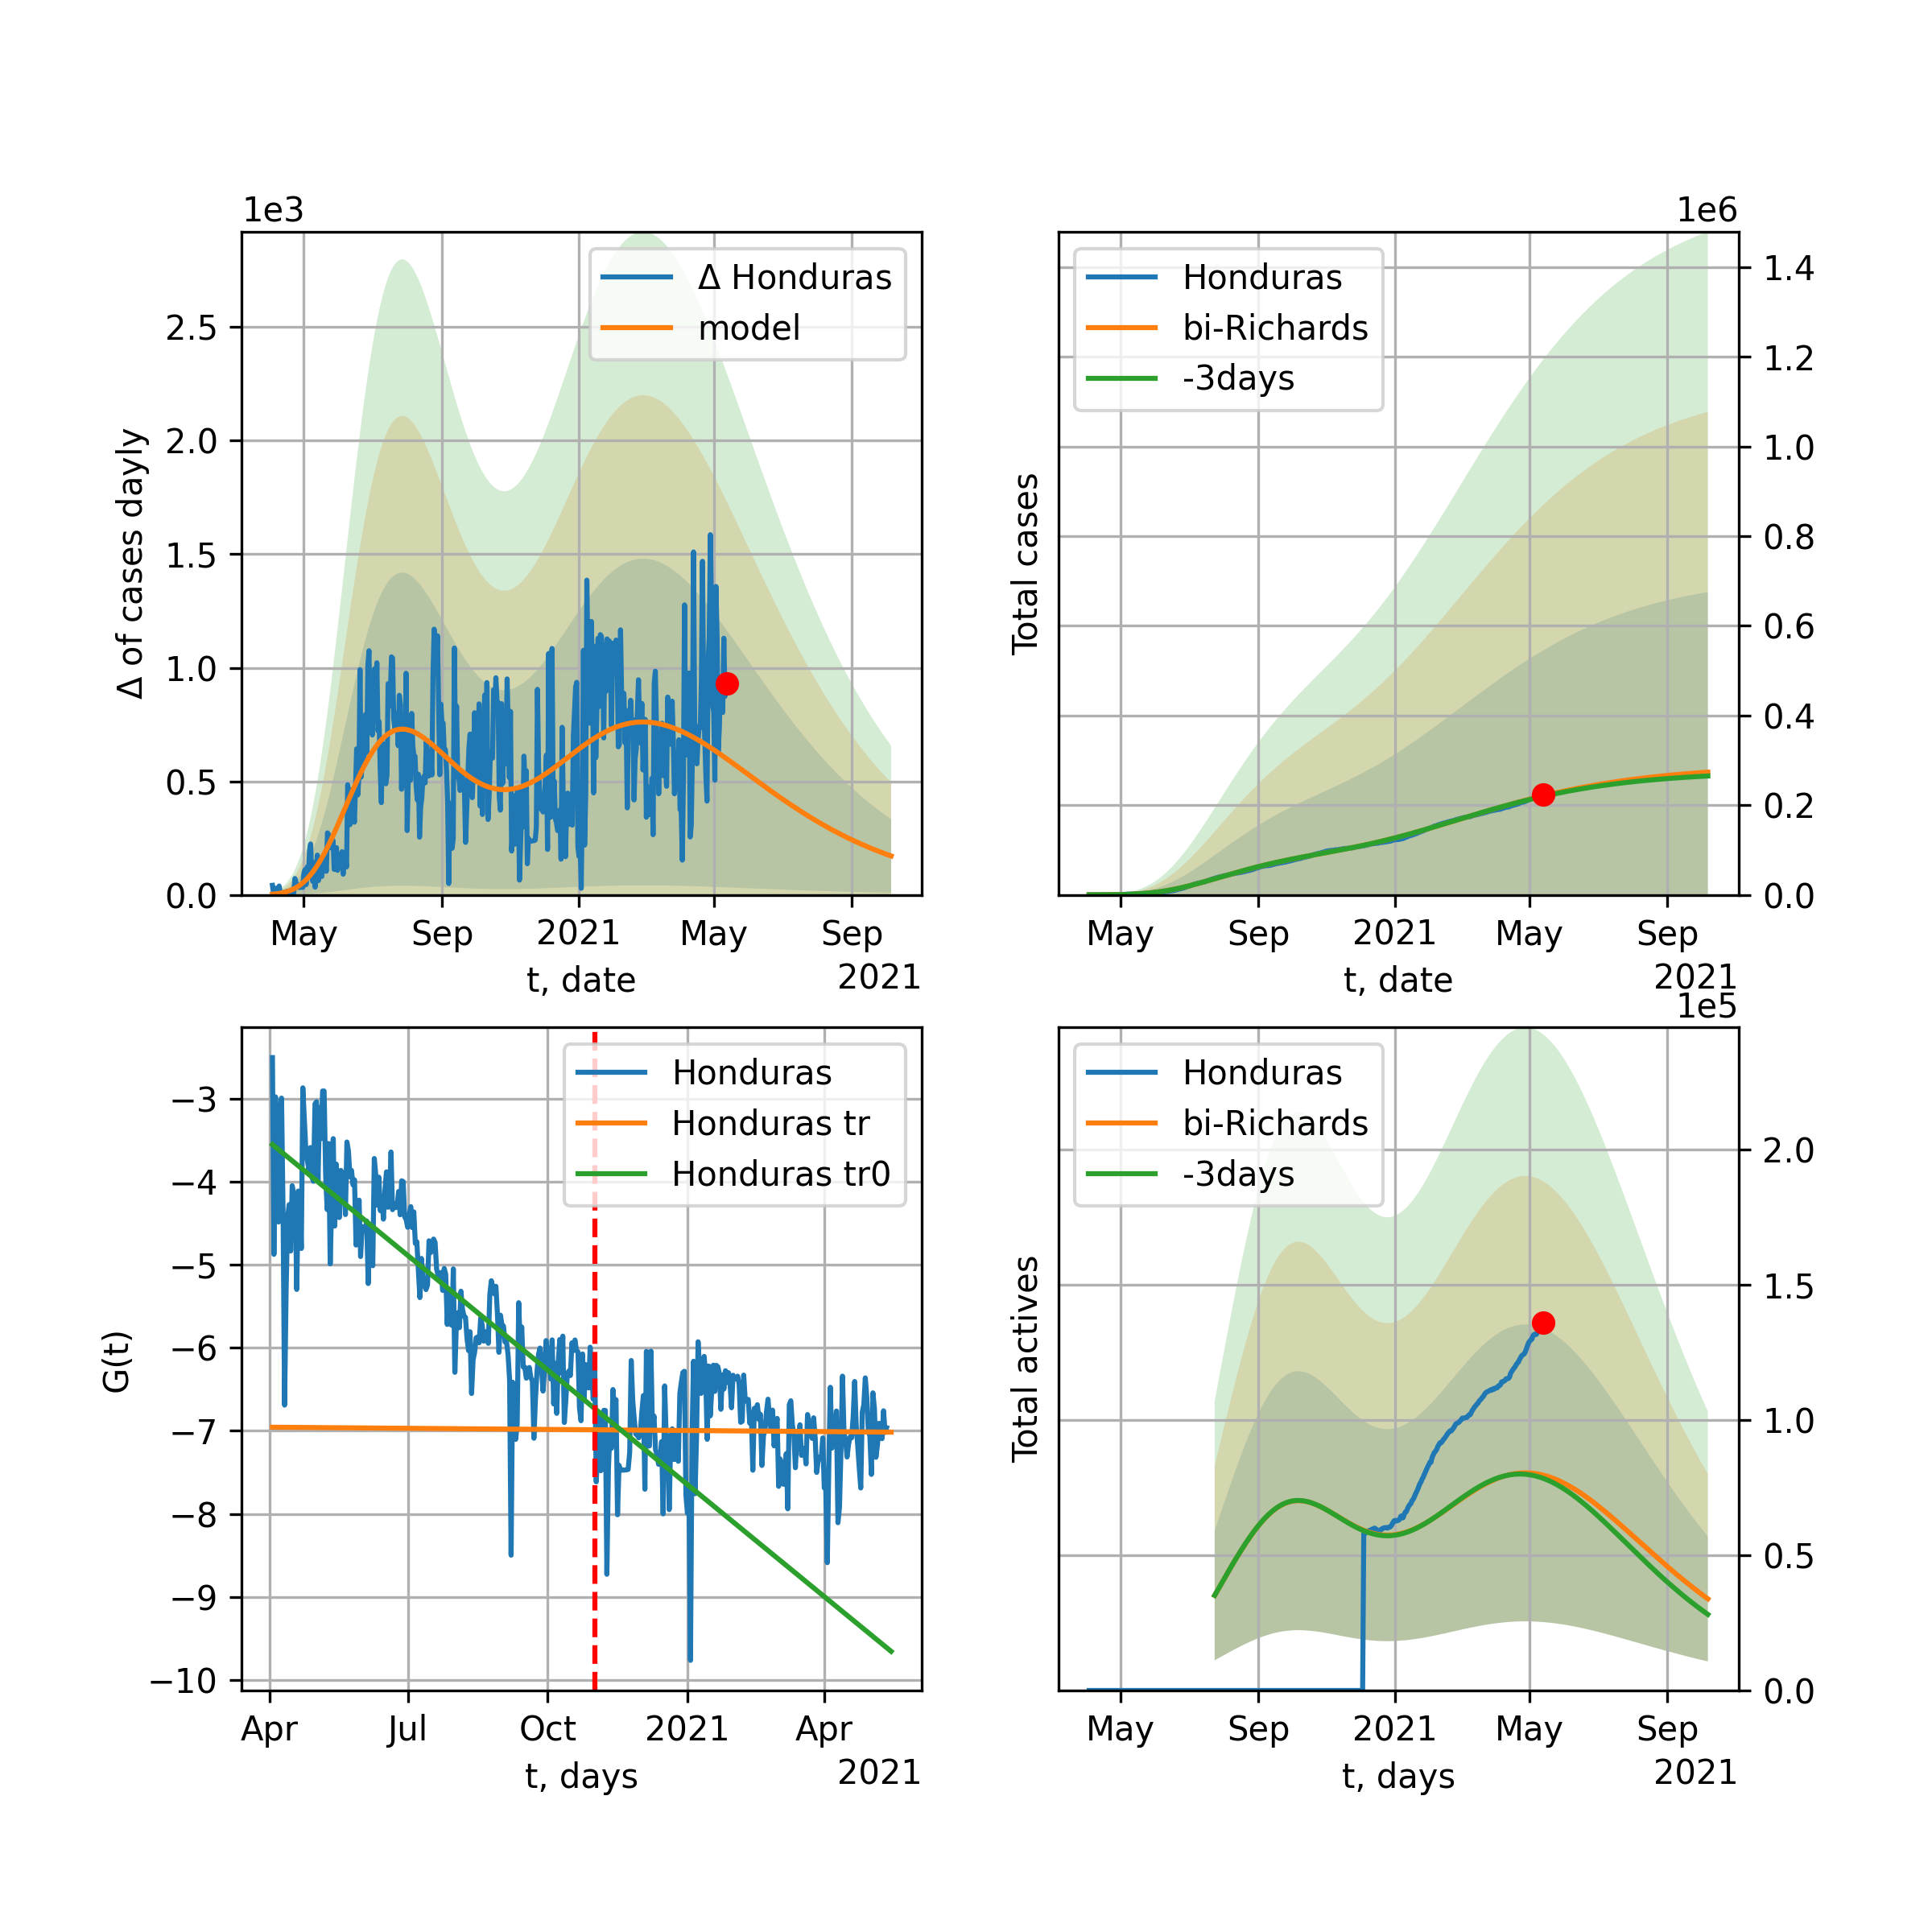 1e3
Δ of cases dayly
2.5
2.0
1.5
1.0
0.5
0.0
Δ Honduras
model
May Sep 2021 May Sep
t, date
2021
1e6
Total cases
Honduras
bi-Richards
-3days
1.4
1.2
1.0
0.8
0.6
0.4
0.2
0.0
May Sep 2021 May Sep
t, date
2021
G(t)
−3
−4
−5
−6
−7
−8
−9
−10
Honduras
Honduras tr
Honduras tr0
Apr Jul Oct 2021 Apr
t, days
2021
1e5
Total actives
Honduras
bi-Richards
-3days
2.0
1.5
1.0
0.5
0.0
May Sep 2021 May Sep
t, days
2021